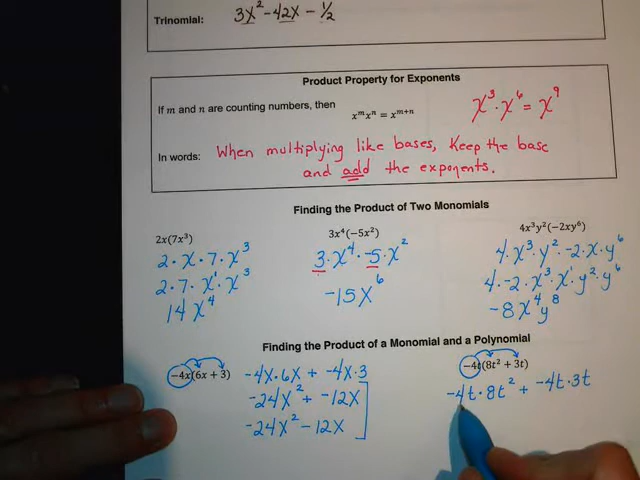 Trinomial: 3x² - 42x - 1/2
Product Property for Exponents
If m and n are counting numbers, then xᵐxⁿ = xᵐ⁺ⁿ
x³ · x⁶ = x⁹
In words: When multiplying like bases, Keep the base
and add the exponents.
Finding the Product of Two Monomials
2x(7x³)
2 · x · 7 · x³
2 · 7 · x¹ · x³
14x⁴
3x⁴(−5x²)
3 · x⁴ · -5 · x²
-15x⁶
4x³y²(−2xy⁶)
4 · x³ · y² · -2 · x · y⁶
4 · -2 · x³ · x¹ · y² · y⁶
-8x⁴y⁸
Finding the Product of a Monomial and a Polynomial
−4x(6x + 3)
-4x · 6x + -4x · 3
-24x² + -12x
-24x² - 12x
−4t(8t² + 3t)
-4t · 8t² + -4t · 3t